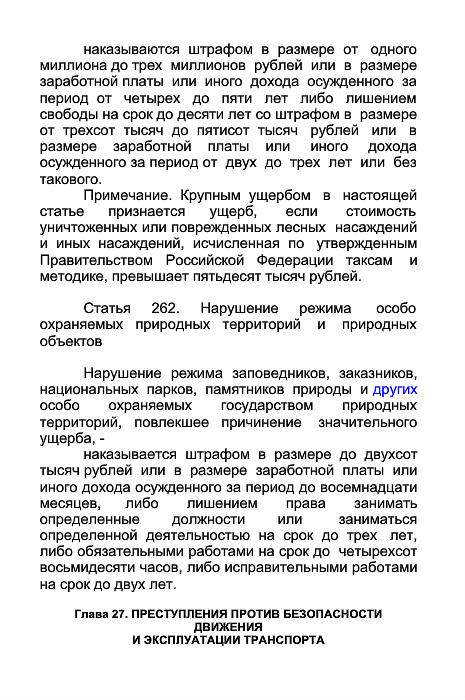 наказываются штрафом в размере от одного
миллиона до трех миллионов рублей или в размере
заработной платы или иного дохода осужденного за
период от четырех до пяти лет либо лишением
свободы на срок до десяти лет со штрафом в размере
от трехсот тысяч до пятисот тысяч рублей или в
размере заработной платы или иного дохода
осужденного за период от двух до трех лет или без
такового.
Примечание. Крупным ущербом в настоящей
статье признается ущерб, если стоимость
уничтоженных или поврежденных лесных насаждений
и иных насаждений, исчисленная по утвержденным
Правительством Российской Федерации таксам и
методике, превышает пятьдесят тысяч рублей.
Статья 262. Нарушение режима особо
охраняемых природных территорий и природных
объектов
Нарушение режима заповедников, заказников,
национальных парков, памятников природы и других
особо охраняемых государством природных
территорий, повлекшее причинение значительного
ущерба, -
наказывается штрафом в размере до двухсот
тысяч рублей или в размере заработной платы или
иного дохода осужденного за период до восемнадцати
месяцев, либо лишением права занимать
определенные должности или заниматься
определенной деятельностью на срок до трех лет,
либо обязательными работами на срок до четырехсот
восьмидесяти часов, либо исправительными работами
на срок до двух лет.
Глава 27. ПРЕСТУПЛЕНИЯ ПРОТИВ БЕЗОПАСНОСТИ
ДВИЖЕНИЯ
И ЭКСПЛУАТАЦИИ ТРАНСПОРТА